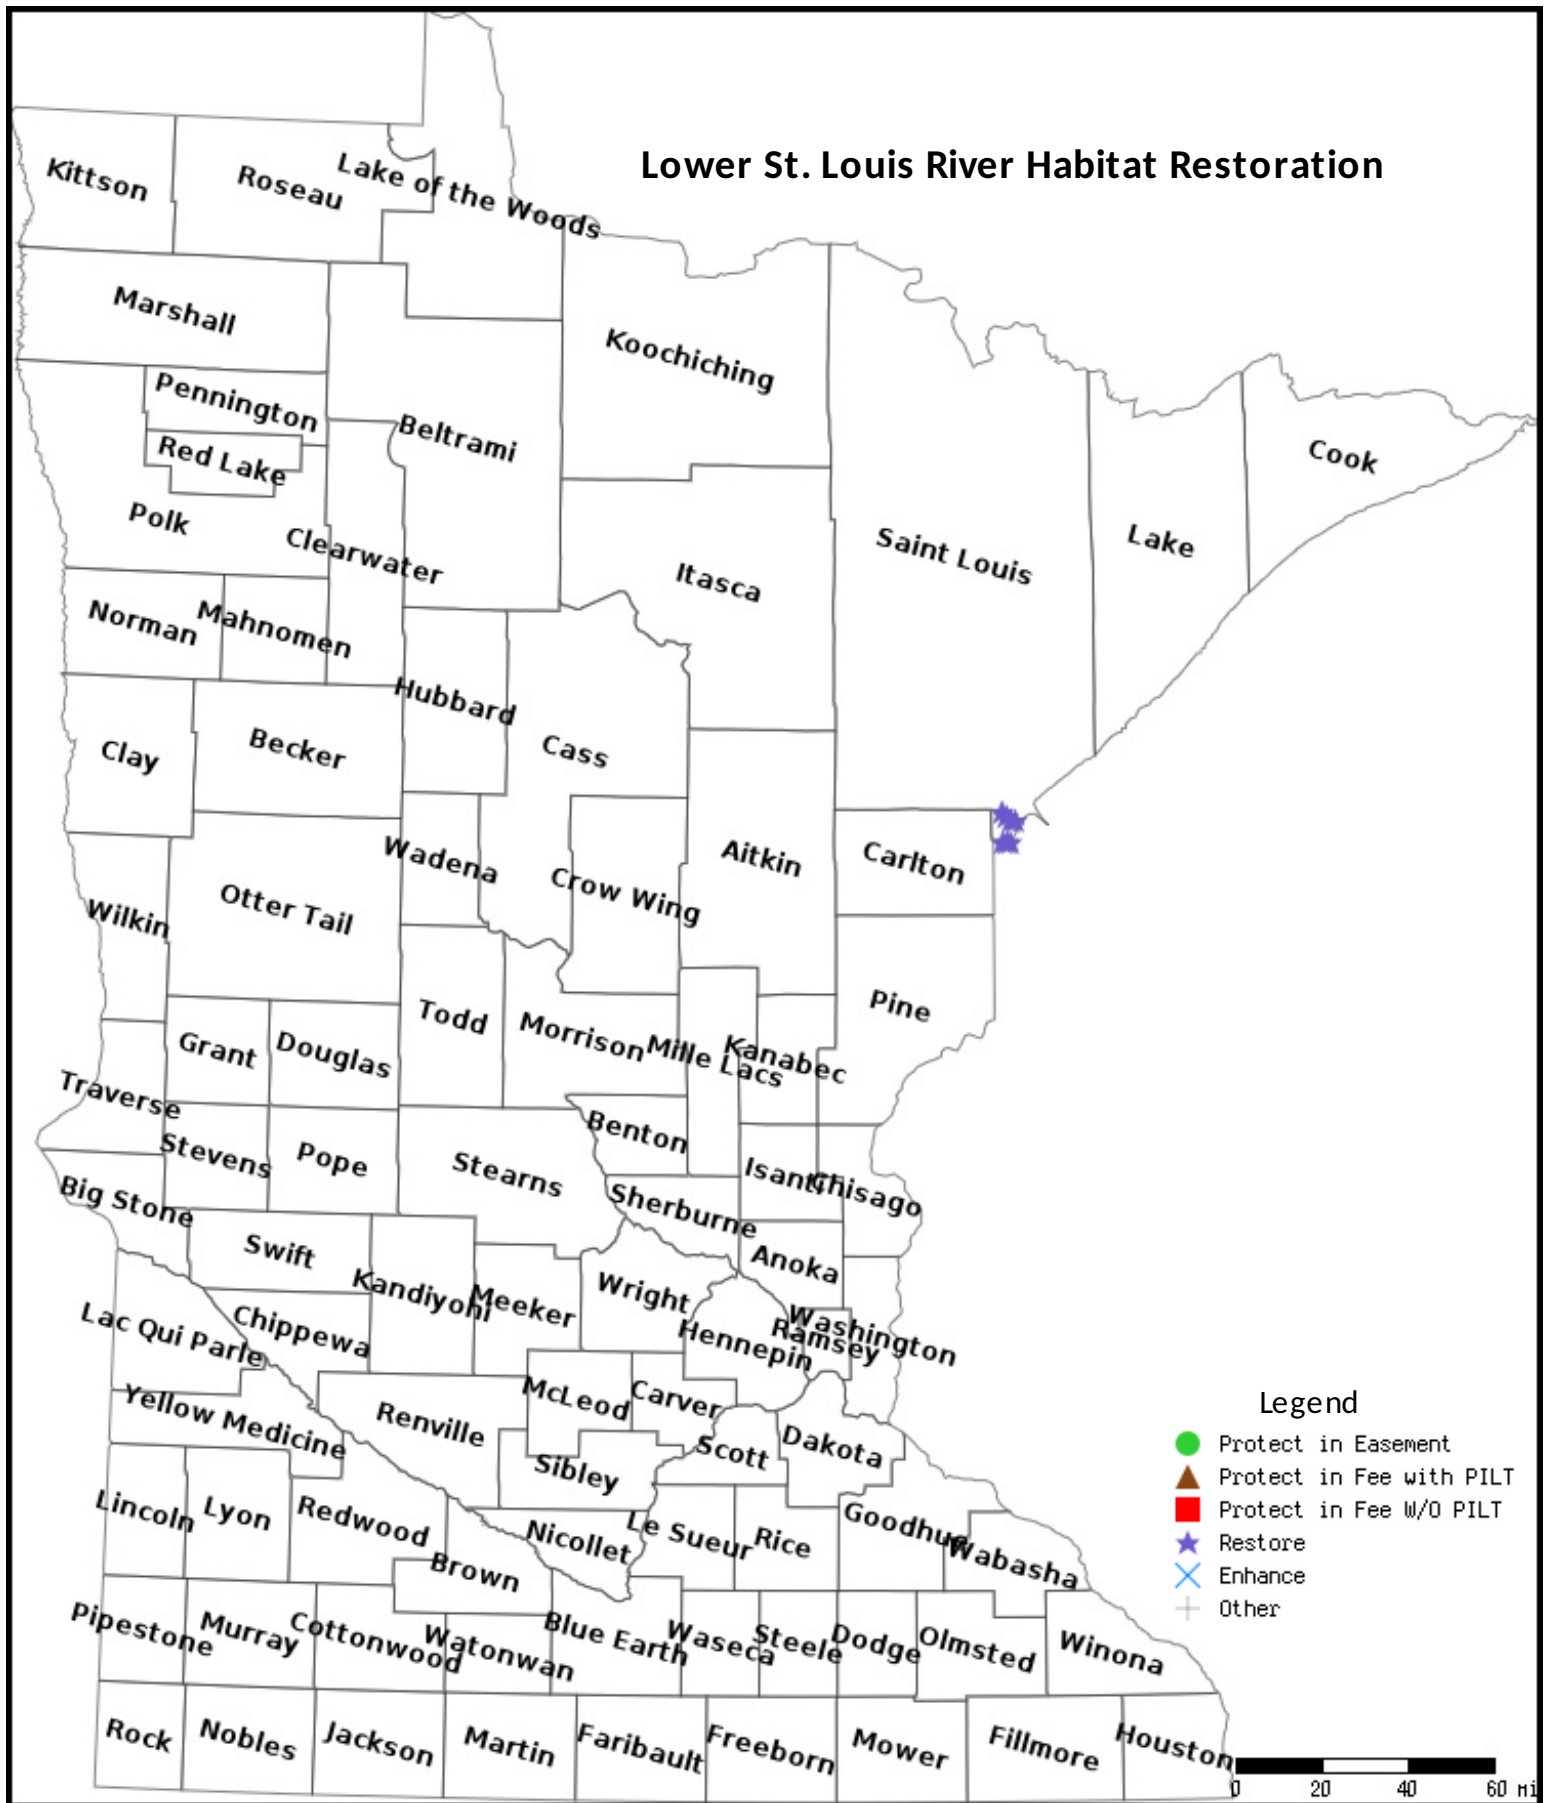 Lower St. Louis River Habitat Restoration
Kittson
Roseau
Lake of the Woods
Marshall
Koochiching
Pennington
Beltrami
Red Lake
Cook
Polk
Clearwater
Saint Louis
Lake
Itasca
Norman
Mahnomen
Hubbard
Clay
Becker
Cass
Wadena
Crow Wing
Aitkin
Carlton
Wilkin
Otter Tail
Todd
Morrison
Mille Lacs
Kanabec
Pine
Grant
Douglas
Traverse
Stevens
Pope
Stearns
Benton
Isanti
Chisago
Big Stone
Sherburne
Swift
Anoka
Kandiyohi
Meeker
Wright
Lac Qui Parle
Chippewa
Hennepin
Ramsey
Washington
Yellow Medicine
Renville
McLeod
Carver
Scott
Dakota
Sibley
Lincoln
Lyon
Redwood
Nicollet
Le Sueur
Rice
Goodhue
Wabasha
Brown
Pipestone
Murray
Cottonwood
Watonwan
Blue Earth
Waseca
Steele
Dodge
Olmsted
Winona
Rock
Nobles
Jackson
Martin
Faribault
Freeborn
Mower
Fillmore
Houston
Legend
Protect in Easement
Protect in Fee with PILT
Protect in Fee W/O PILT
Restore
Enhance
Other
0 20 40 60 mi